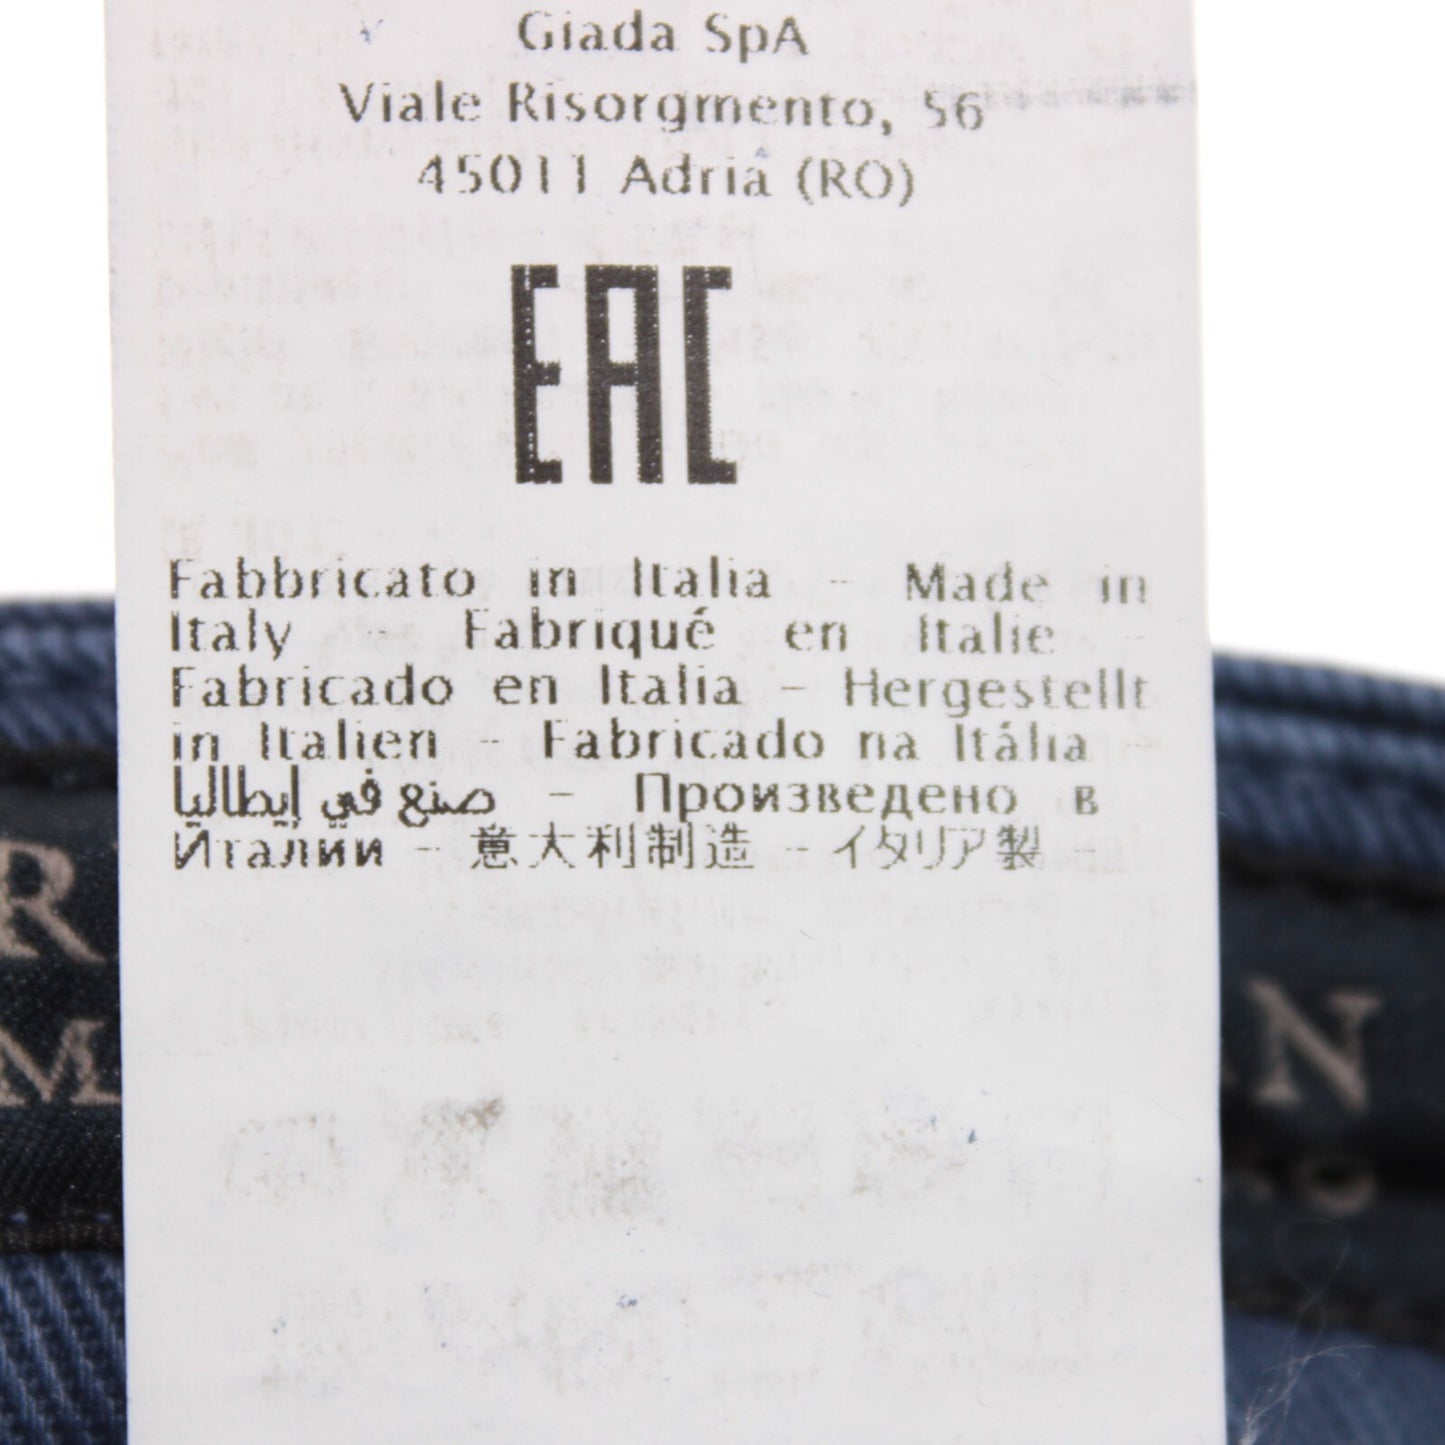 Giada SpA
Viale Risorgmento, 56
45011 Adria (RO)
EAC
Fabbricato in Italia - Made in
Italy - Fabriqué en Italie -
Fabricado en Italia - Hergestellt
in Italien - Fabricado na Itália -
صنع في إيطاليا - Произведено в
Италии - 意大利制造 - イタリア製 -
R
M
N